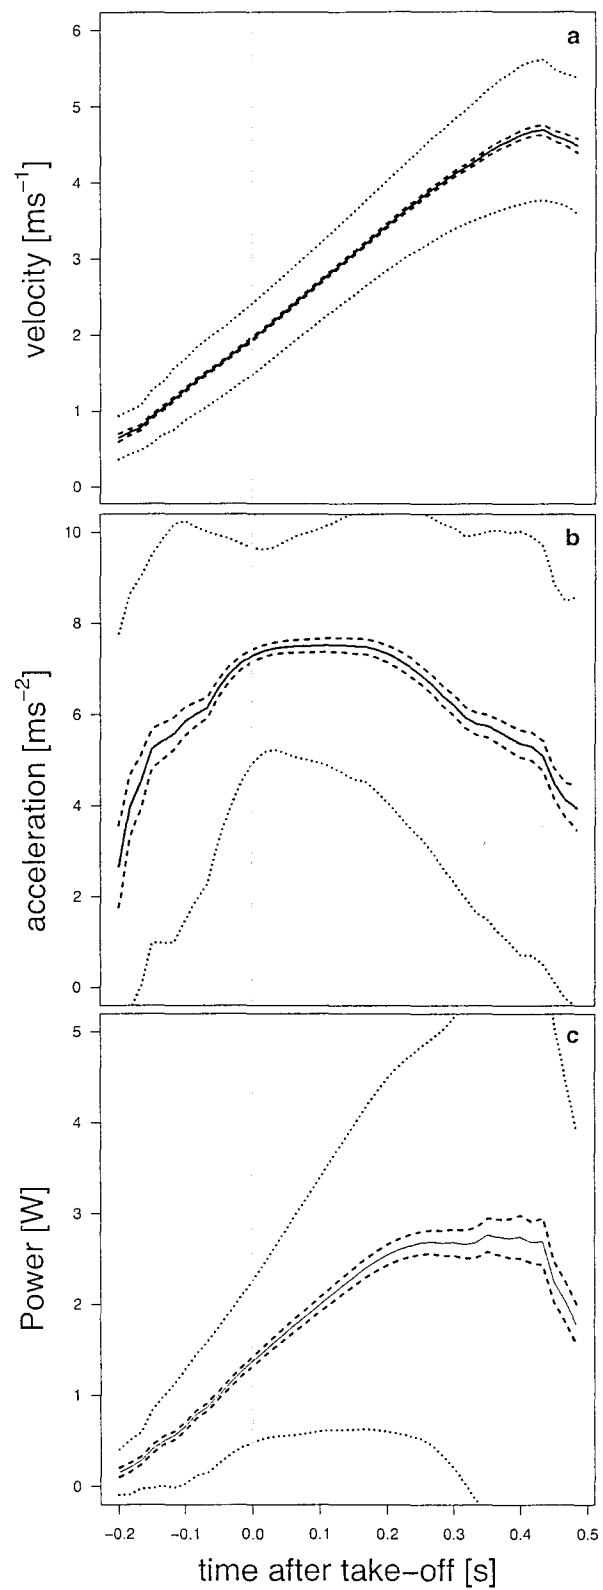 a
6
5
4
3
2
1
0
velocity [ms−1]
b
10
8
6
4
2
0
acceleration [ms−2]
c
5
4
3
2
1
0
Power [W]
−0.2 −0.1 0.0 0.1 0.2 0.3 0.4 0.5
time after take−off [s]